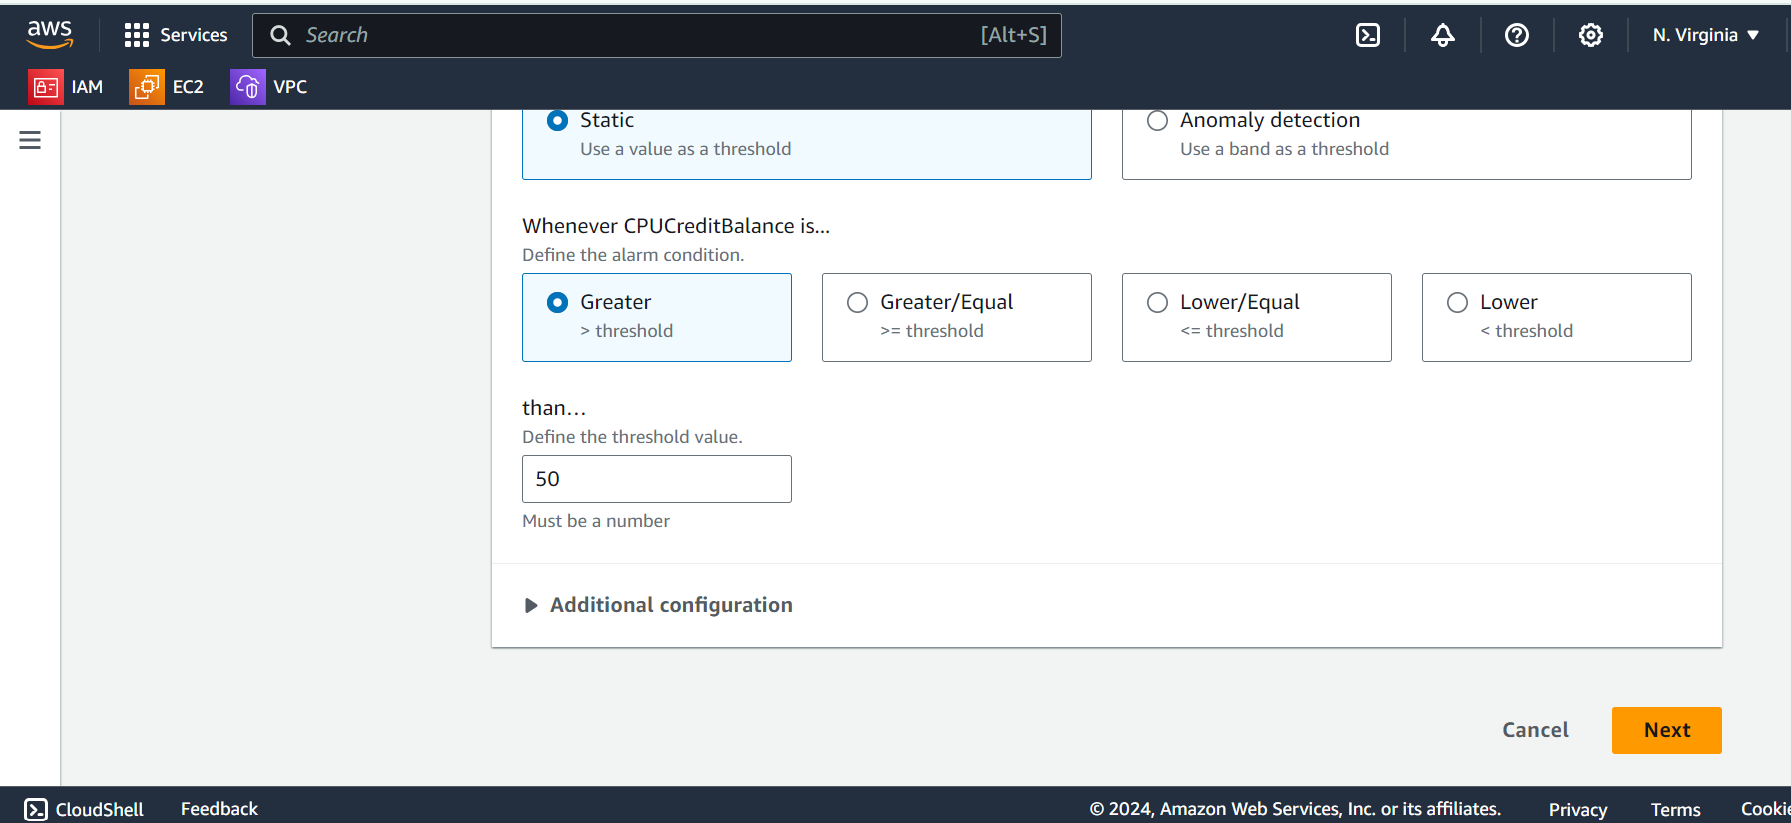 aws
Services
Search
[Alt+S]
N. Virginia
IAM
EC2
VPC
Static
Use a value as a threshold
Anomaly detection
Use a band as a threshold
Whenever CPUCreditBalance is...
Define the alarm condition.
Greater
> threshold
Greater/Equal
>= threshold
Lower/Equal
<= threshold
Lower
< threshold
than...
Define the threshold value.
50
Must be a number
Additional configuration
Cancel
Next
CloudShell
Feedback
© 2024, Amazon Web Services, Inc. or its affiliates.
Privacy
Terms
Cookie